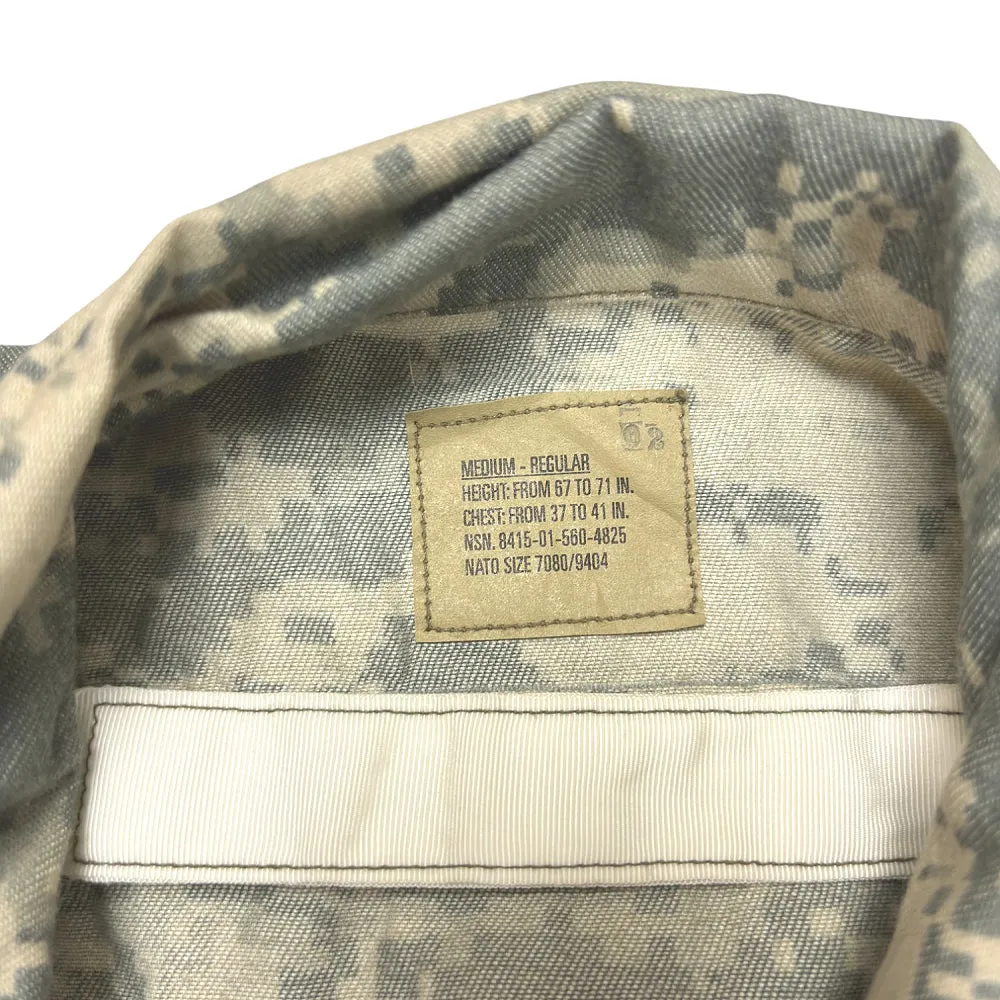 02
MEDIUM - REGULAR
HEIGHT: FROM 67 TO 71 IN.
CHEST: FROM 37 TO 41 IN.
NSN. 8415-01-560-4825
NATO SIZE 7080/9404